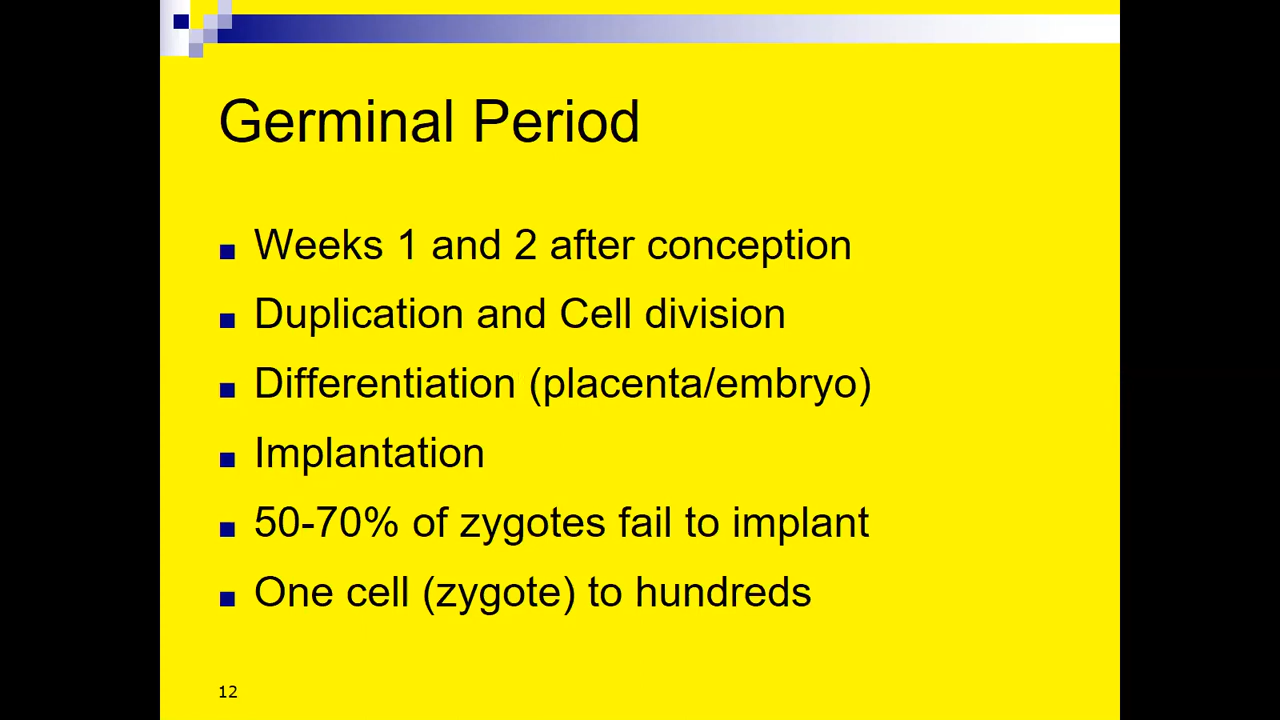 Germinal Period
■ Weeks 1 and 2 after conception
■ Duplication and Cell division
■ Differentiation (placenta/embryo)
■ Implantation
■ 50-70% of zygotes fail to implant
■ One cell (zygote) to hundreds
12